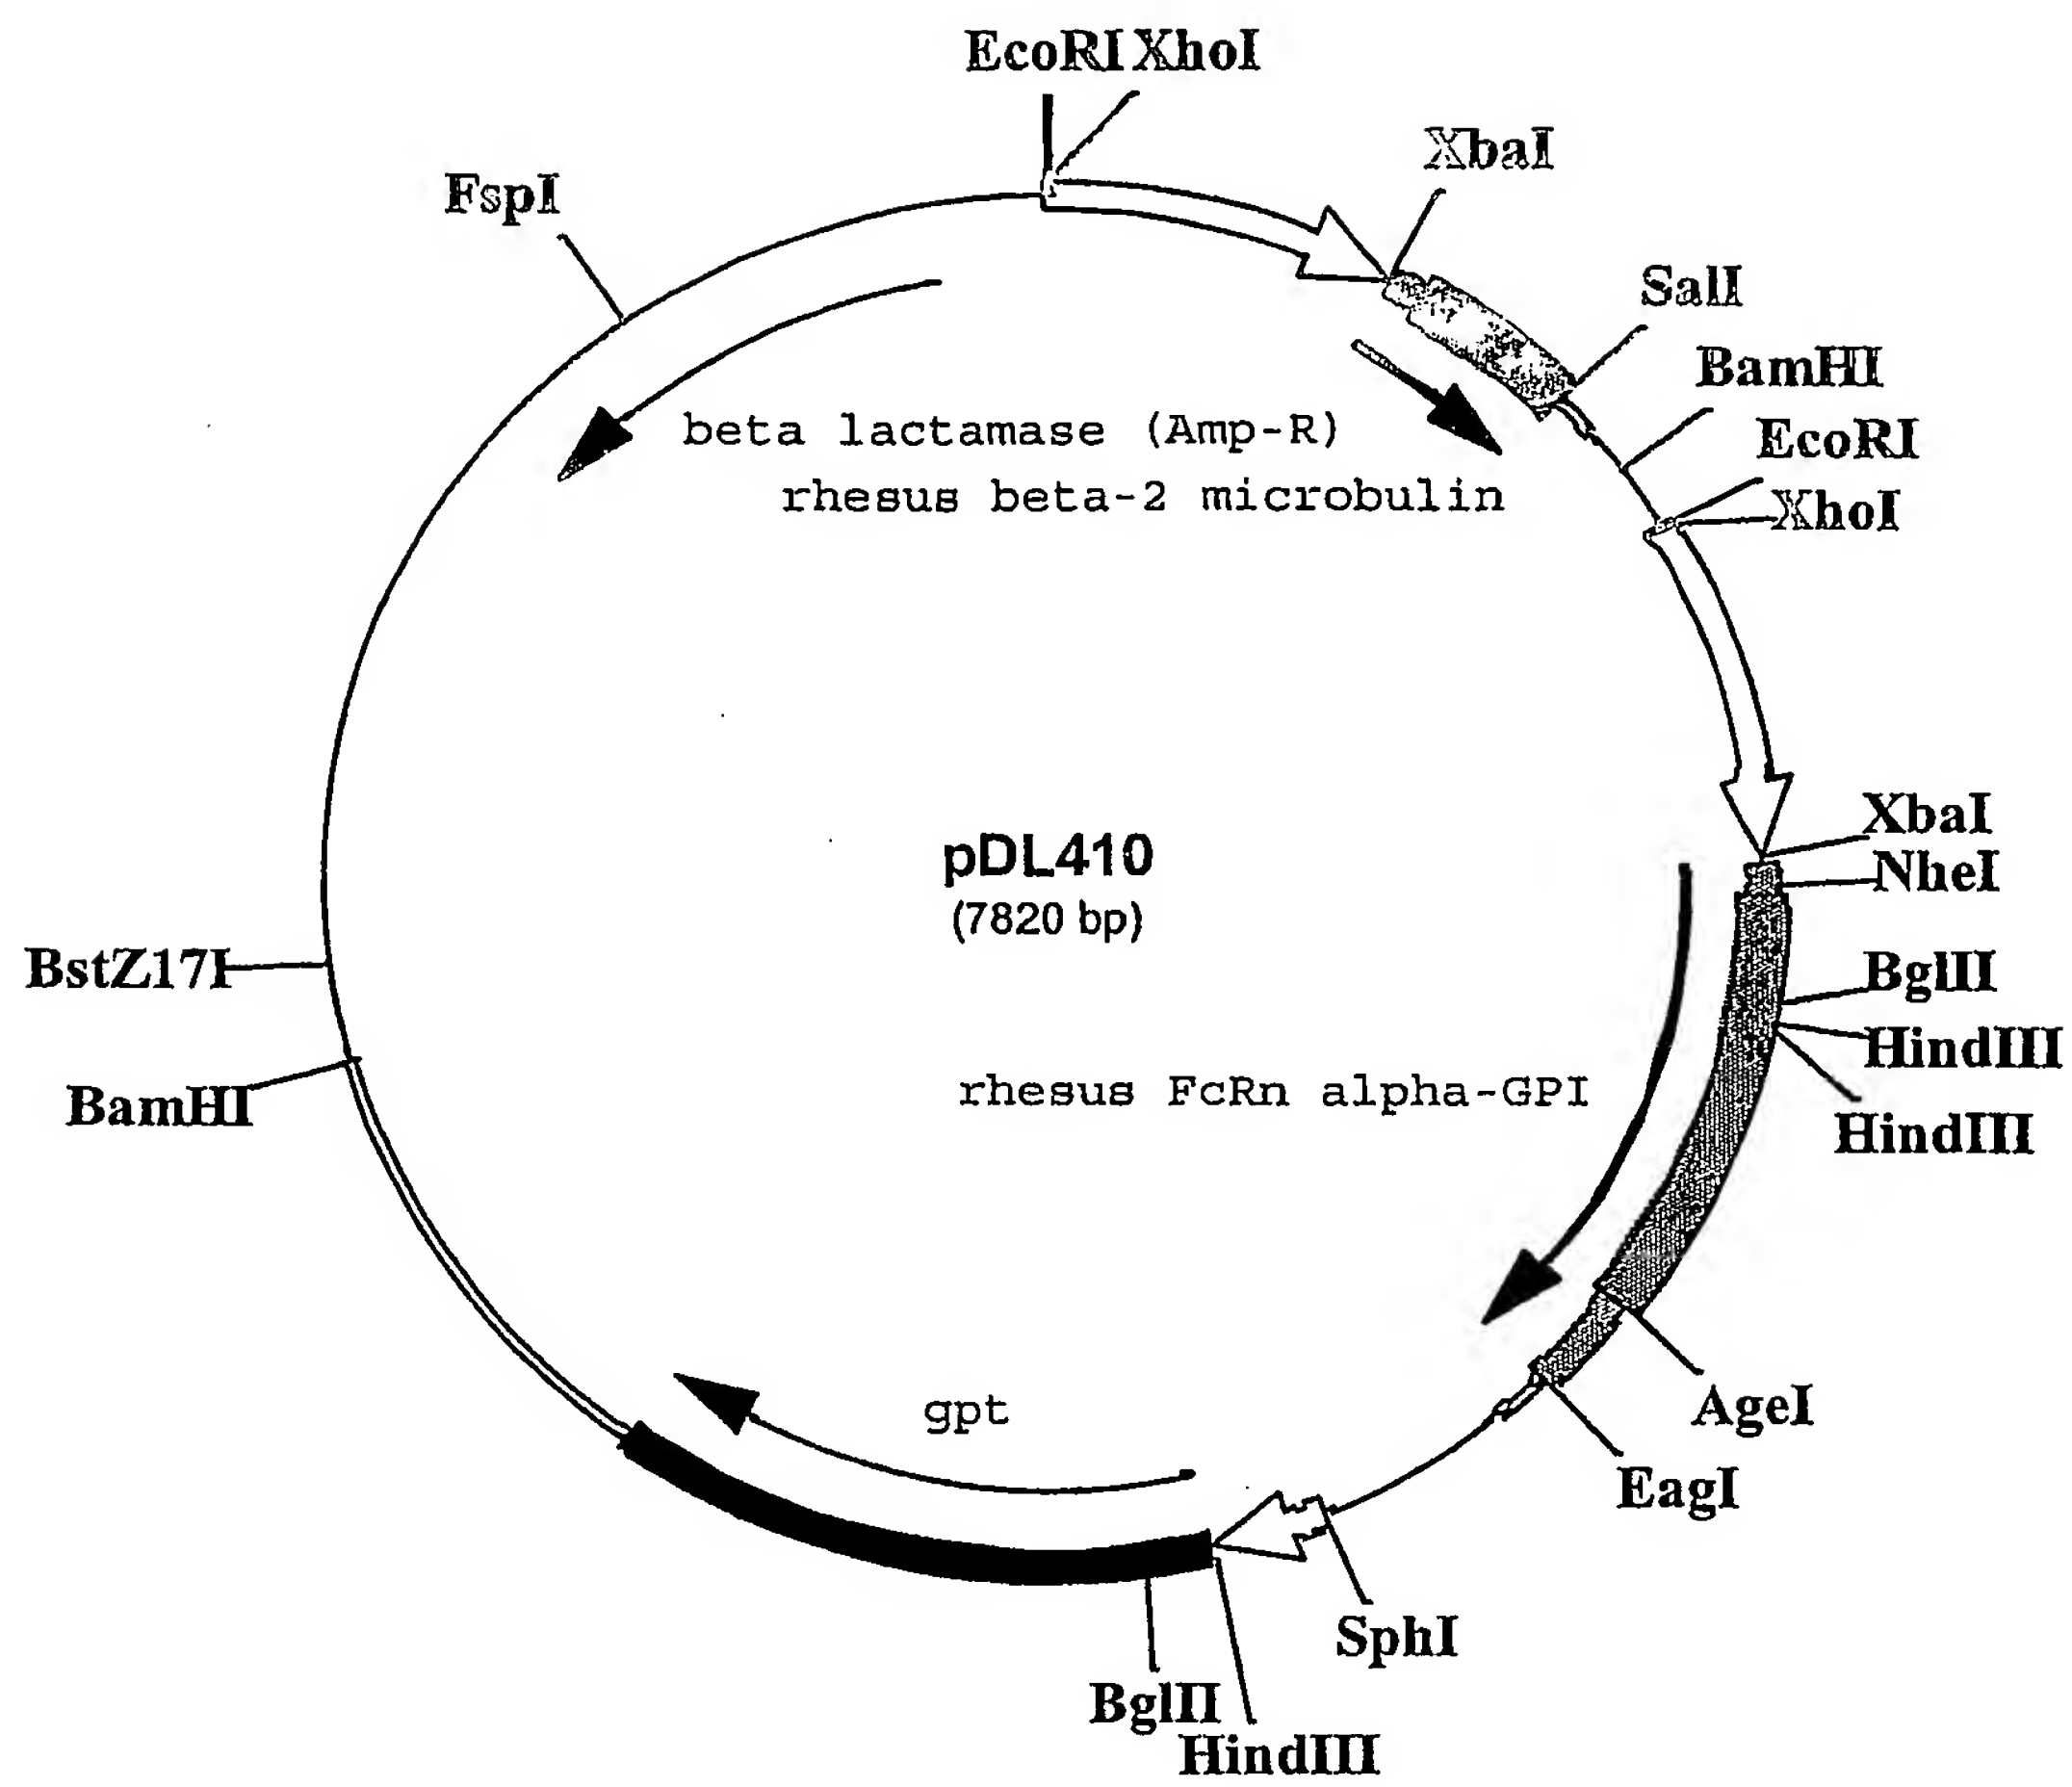 EcoRI XhoI
XbaI
FspI
SalI
BamHI
EcoRI
XhoI
beta lactamase (Amp-R)
rhesus beta-2 microbulin
XbaI
NheI
pDL410
(7820 bp)
BglII
BstZ17I
HindIII
rhesus FcRn alpha-GPI
BamHI
HindIII
AgeI
gpt
EagI
SphI
BglII
HindIII